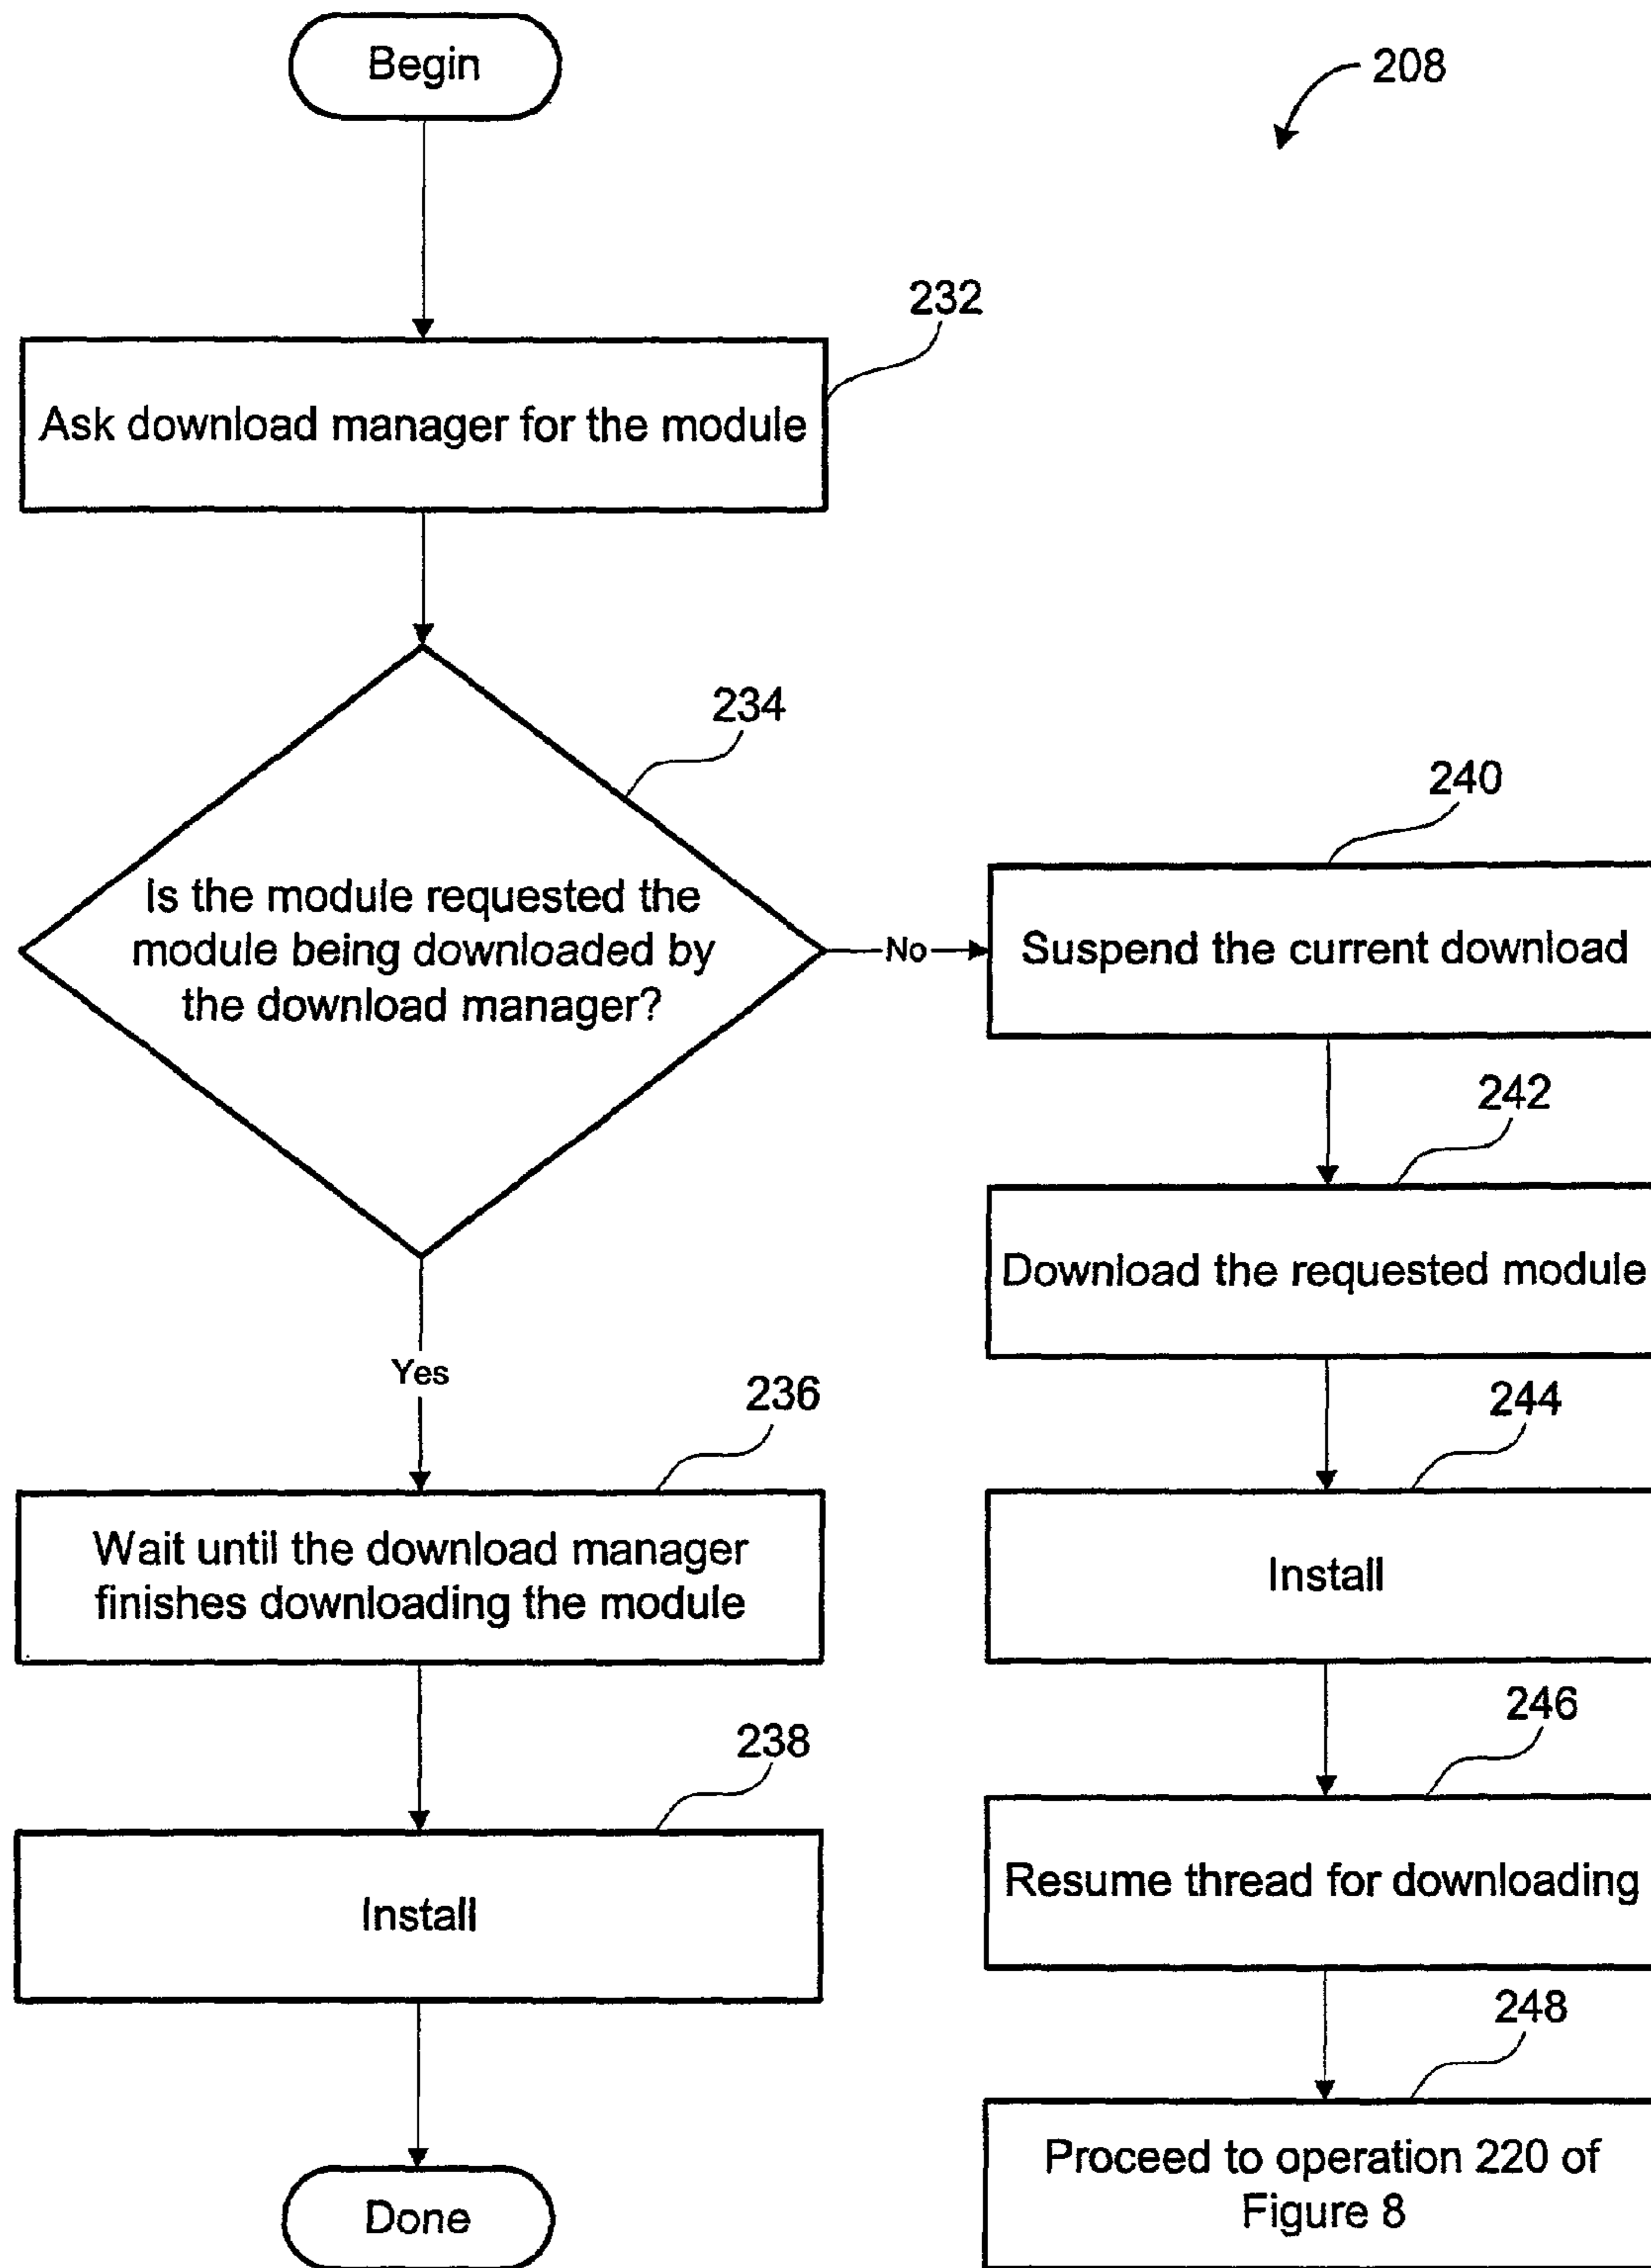 Begin
208
232
Ask download manager for the module
234
Is the module requested the
module being downloaded by
the download manager?
No
Yes
236
Wait until the download manager
finishes downloading the module
238
Install
Done
240
Suspend the current download
242
Download the requested module
244
Install
246
Resume thread for downloading
248
Proceed to operation 220 of
Figure 8